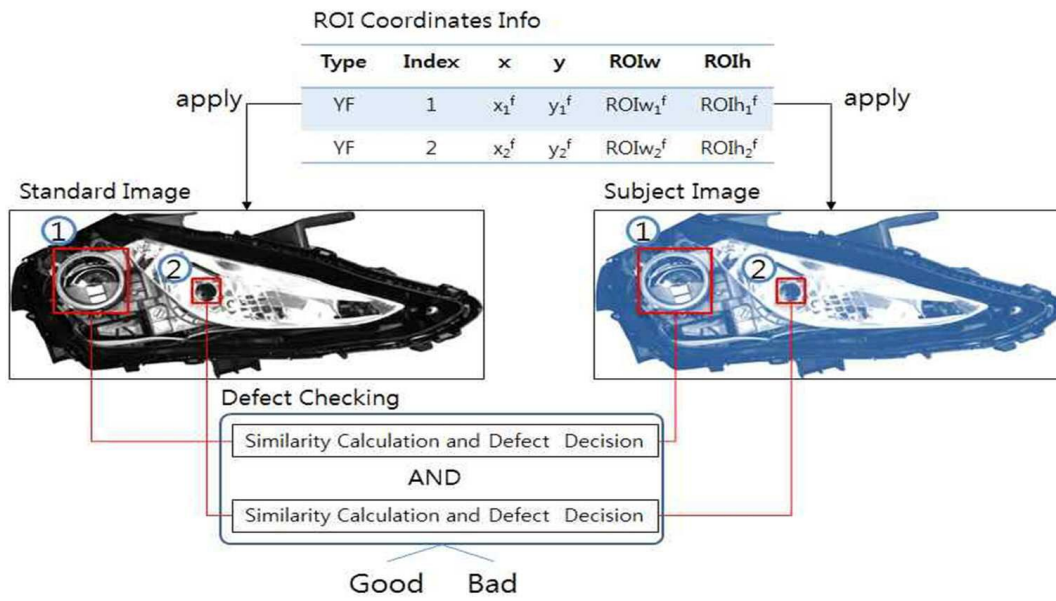 ROI Coordinates Info
Type Index x y ROIw ROIh
apply YF 1 x₁ᶠ y₁ᶠ ROIw₁ᶠ ROIh₁ᶠ apply
YF 2 x₂ᶠ y₂ᶠ ROIw₂ᶠ ROIh₂ᶠ
Standard Image Subject Image
1 1
2 2
Defect Checking
Similarity Calculation and Defect Decision
AND
Similarity Calculation and Defect Decision
Good Bad